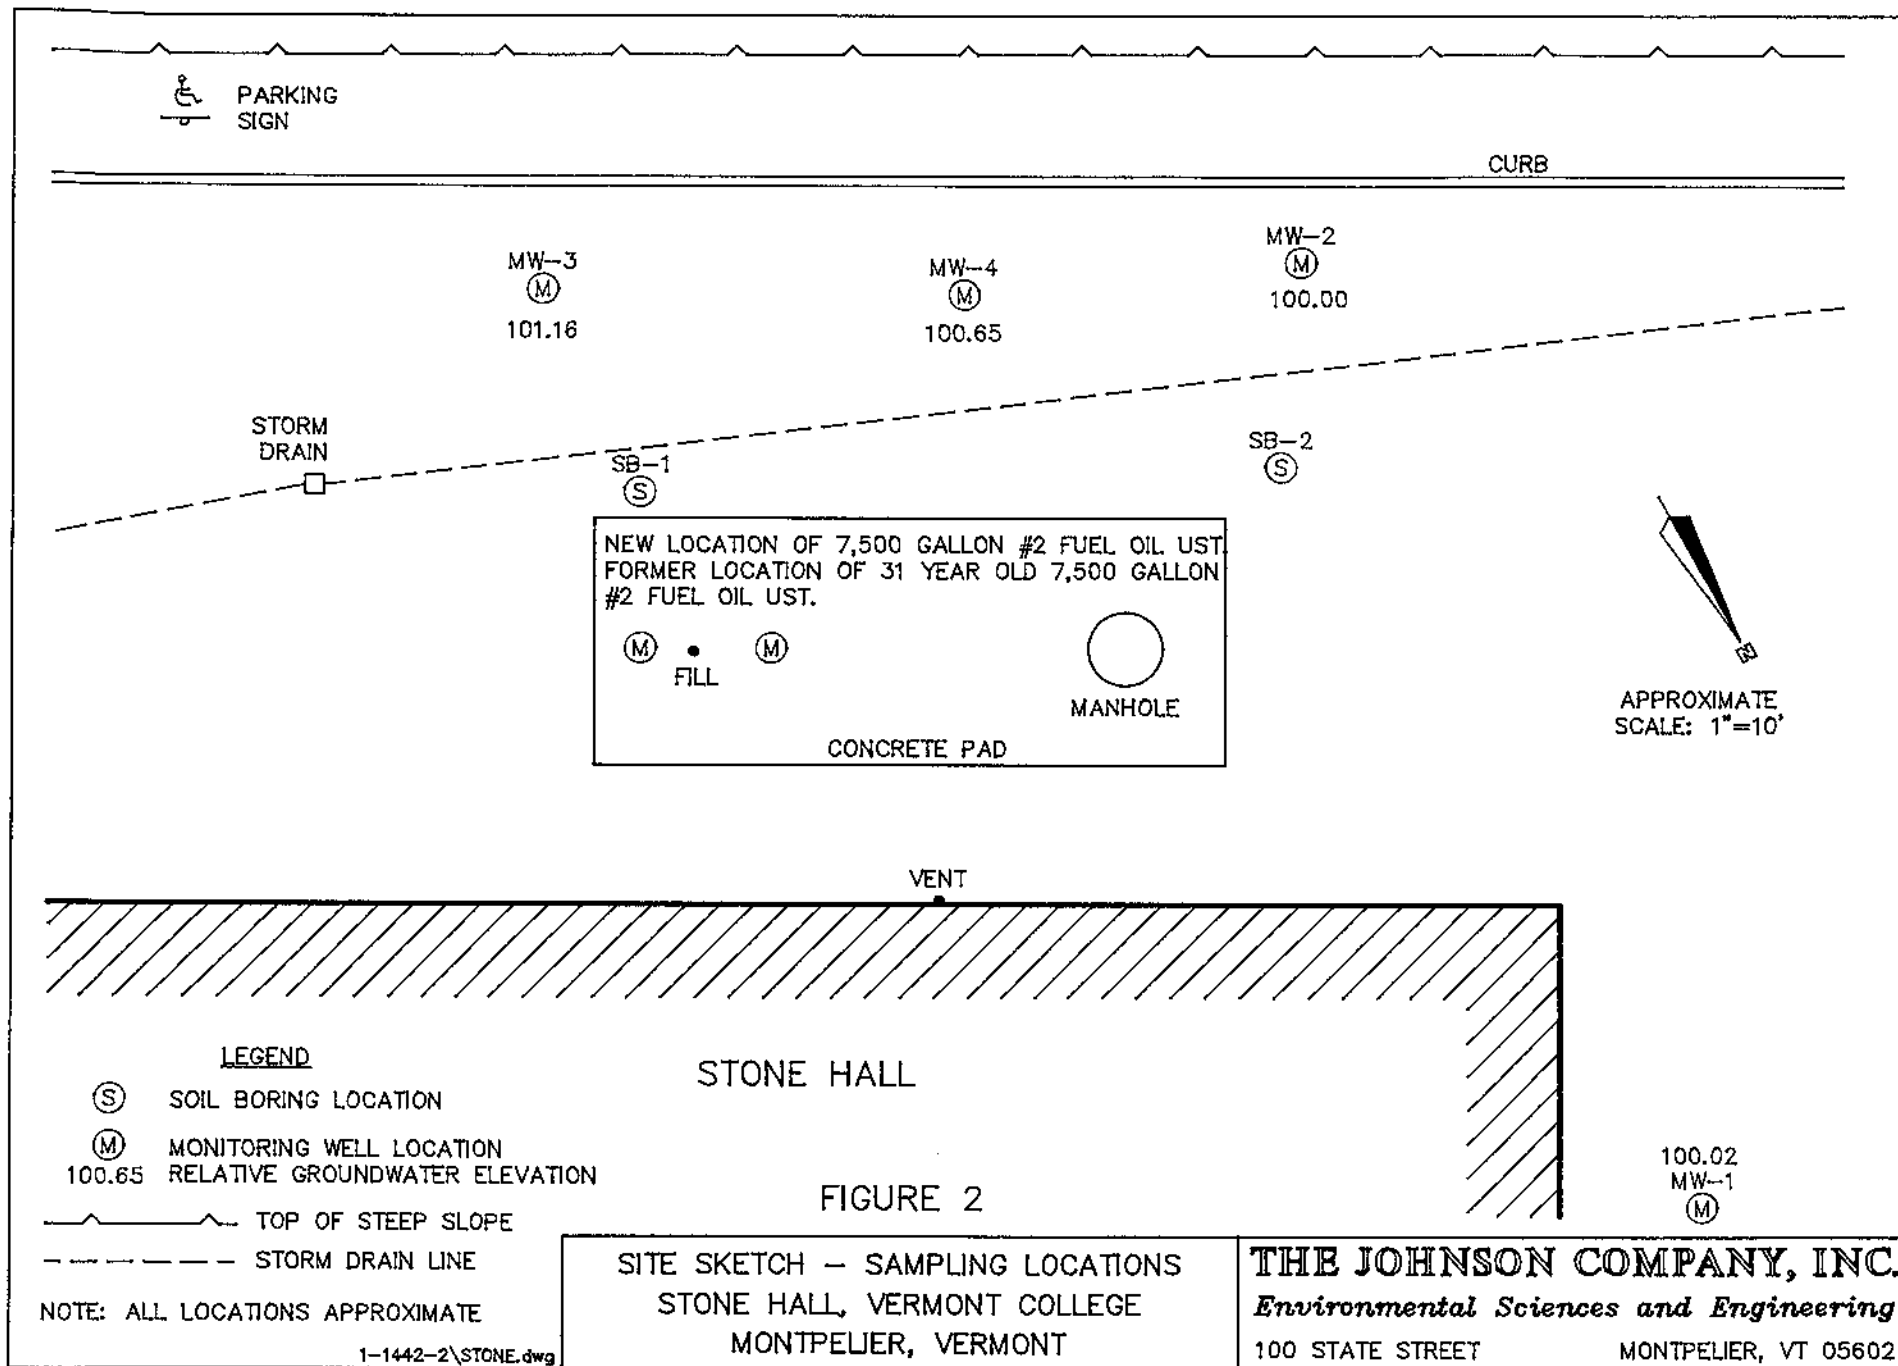 PARKING
SIGN
CURB
MW-3
M
101.16
MW-4
M
100.65
MW-2
M
100.00
STORM
DRAIN
SB-1
S
SB-2
S
NEW LOCATION OF 7,500 GALLON #2 FUEL OIL UST.
FORMER LOCATION OF 31 YEAR OLD 7,500 GALLON
#2 FUEL OIL UST.
M
FILL
M
MANHOLE
CONCRETE PAD
N
APPROXIMATE
SCALE: 1"=10'
VENT
STONE HALL
LEGEND
S SOIL BORING LOCATION
M MONITORING WELL LOCATION
100.65 RELATIVE GROUNDWATER ELEVATION
TOP OF STEEP SLOPE
STORM DRAIN LINE
NOTE: ALL LOCATIONS APPROXIMATE
1-1442-2\STONE.dwg
100.02
MW-1
M
FIGURE 2
SITE SKETCH – SAMPLING LOCATIONS
STONE HALL, VERMONT COLLEGE
MONTPELIER, VERMONT
THE JOHNSON COMPANY, INC.
Environmental Sciences and Engineering
100 STATE STREET MONTPELIER, VT 05602